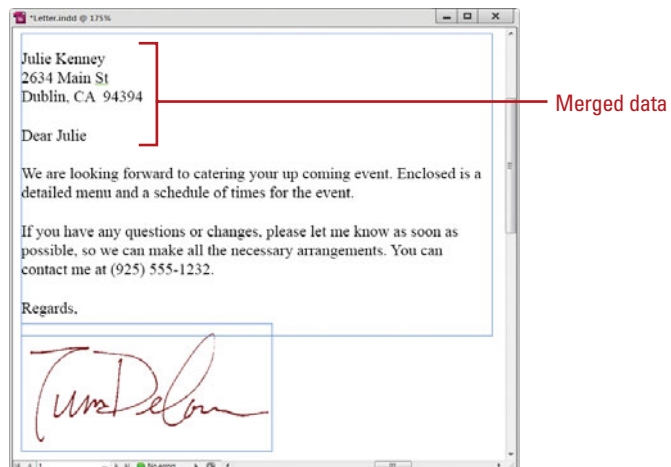 *Letter.indd @ 175%
Julie Kenney
2634 Main St
Dublin, CA 94394
Merged data
Dear Julie
We are looking forward to catering your up coming event. Enclosed is a
detailed menu and a schedule of times for the event.
If you have any questions or changes, please let me know as soon as
possible, so we can make all the necessary arrangements. You can
contact me at (925) 555-1232.
Regards,